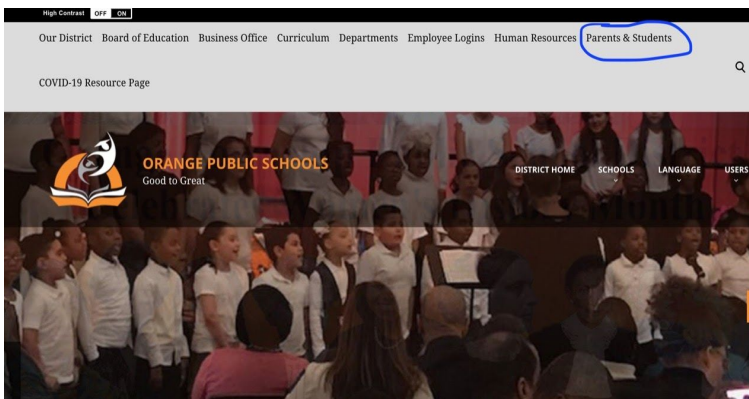 High Contrast OFF ON
Our District Board of Education Business Office Curriculum Departments Employee Logins Human Resources Parents & Students
COVID-19 Resource Page
ORANGE PUBLIC SCHOOLS
Good to Great
DISTRICT HOME SCHOOLS LANGUAGE USERS